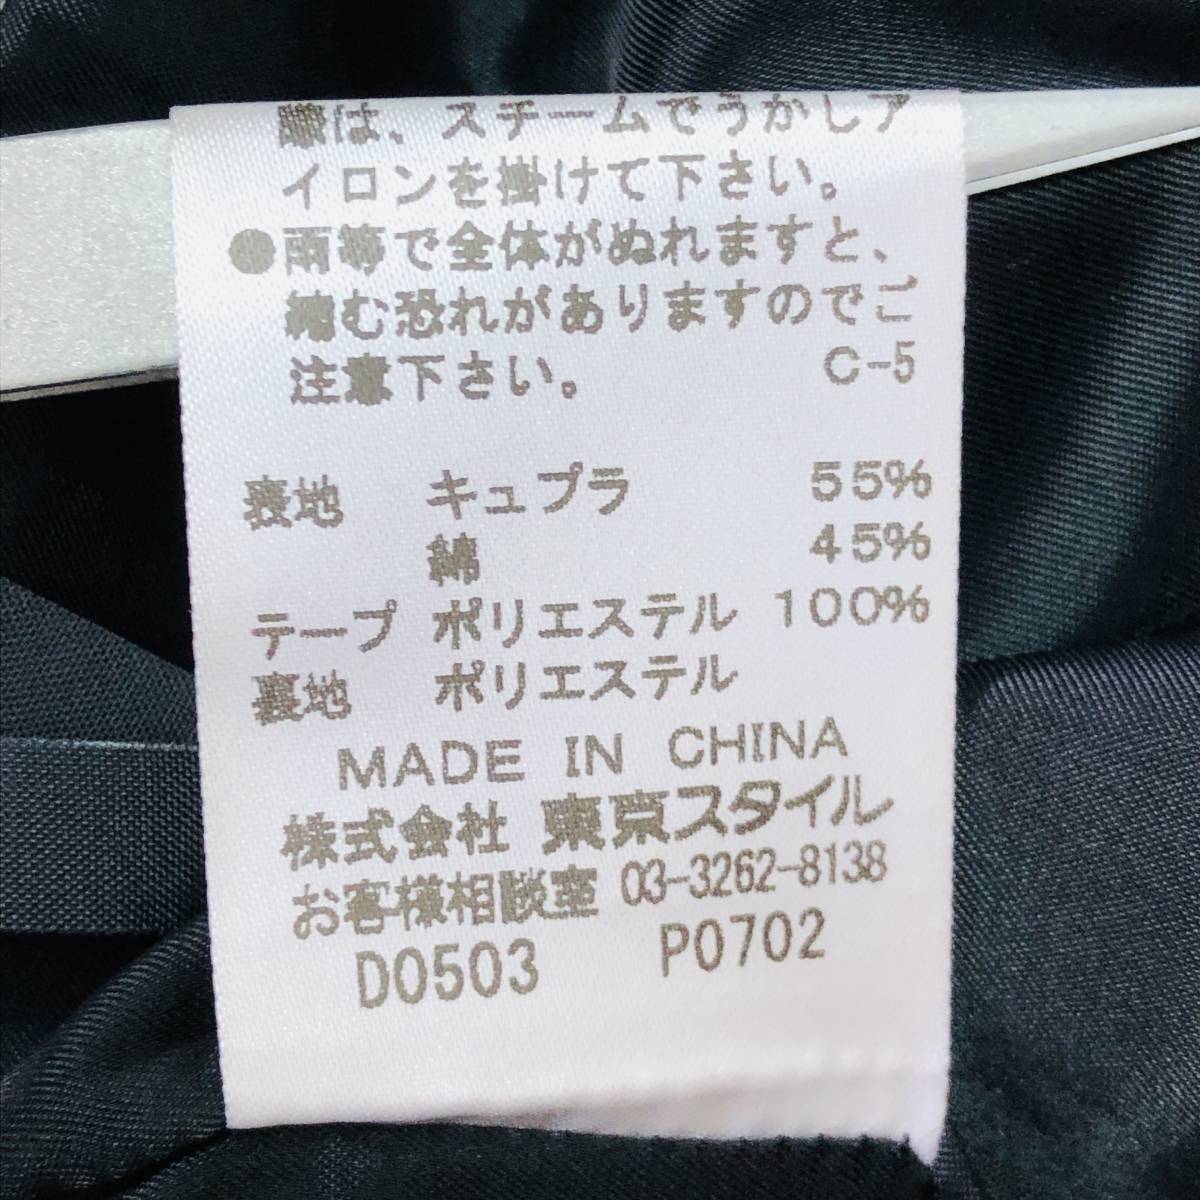 際は、スチームでうかしア
イロンを掛けて下さい。
●雨等で全体がぬれますと、
縮む恐れがありますのでご
注意下さい。 C-5
表地 キュプラ 55%
綿 45%
テープ ポリエステル 100%
裏地 ポリエステル
MADE IN CHINA
株式会社 東京スタイル
お客様相談室 03-3262-8138
D0503 P0702